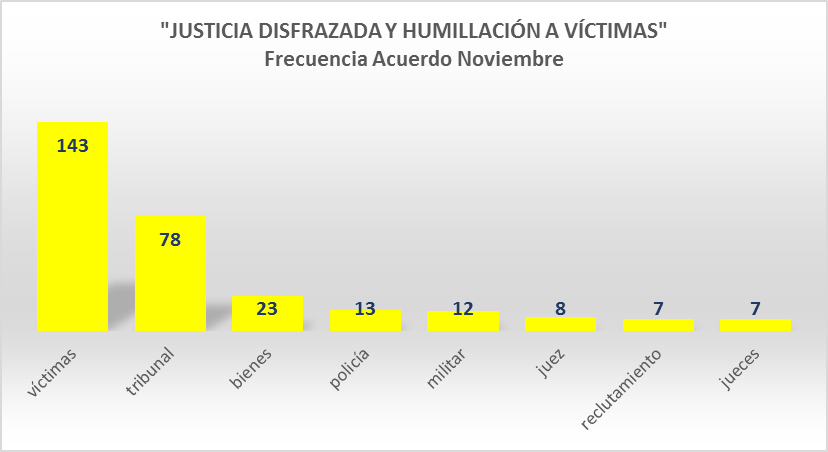 "JUSTICIA DISFRAZADA Y HUMILLACIÓN A VÍCTIMAS"
Frecuencia Acuerdo Noviembre
143
78
23
13
12
8
7
7
víctimas
tribunal
bienes
policía
militar
juez
reclutamiento
jueces